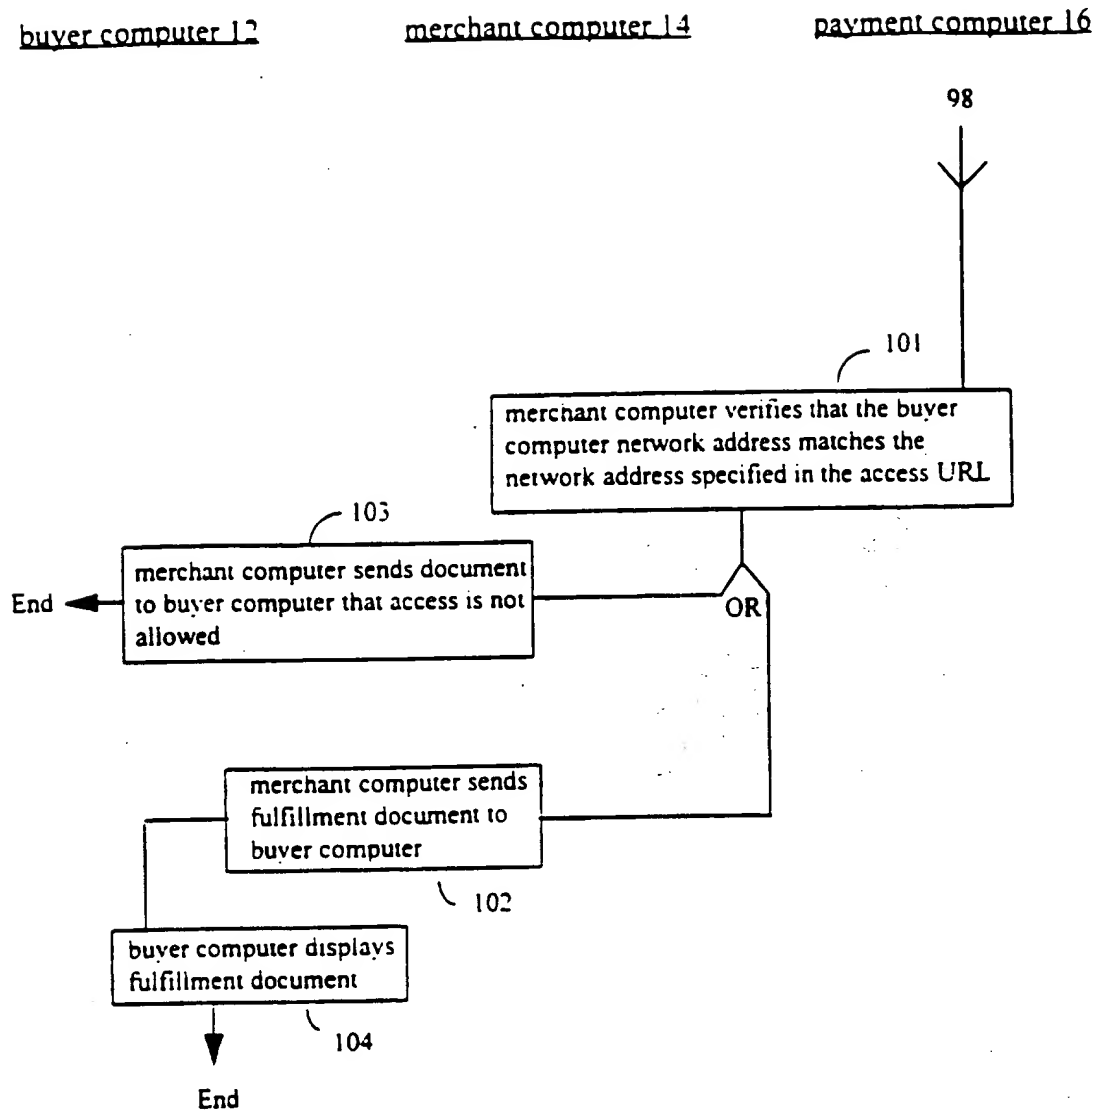 buyer computer 12
merchant computer 14
payment computer 16
98
101
merchant computer verifies that the buyer
computer network address matches the
network address specified in the access URL
103
merchant computer sends document
to buyer computer that access is not
allowed
End
OR
merchant computer sends
fulfillment document to
buyer computer
102
buyer computer displays
fulfillment document
104
End